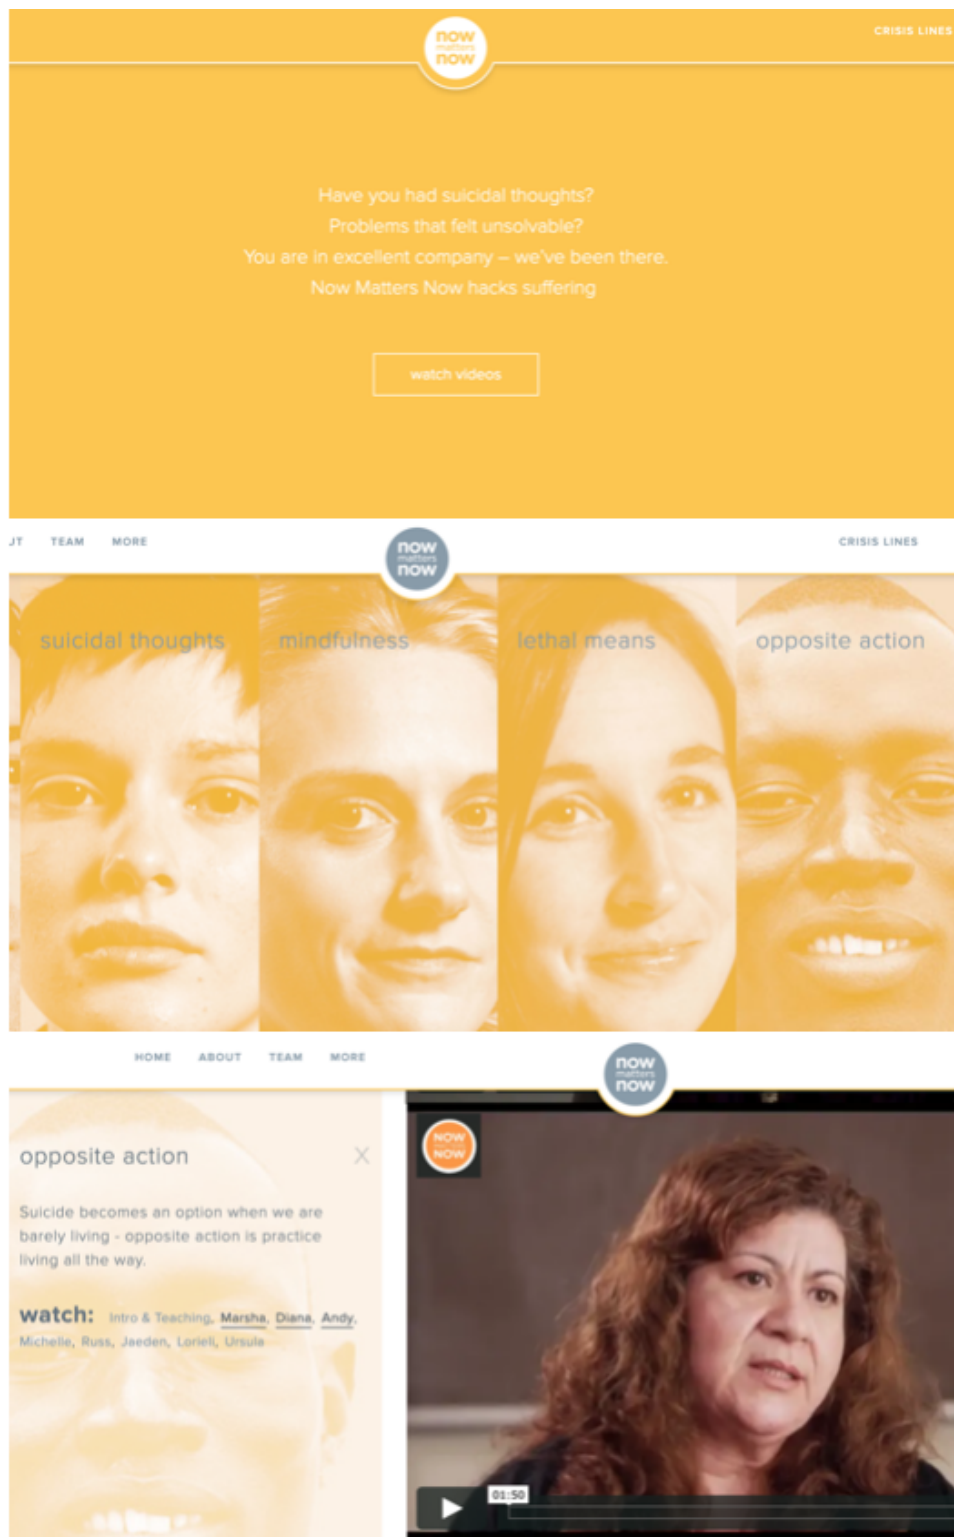 now
matters
now
CRISIS LINES
Have you had suicidal thoughts?
Problems that felt unsolvable?
You are in excellent company – we've been there.
Now Matters Now hacks suffering
watch videos
UT TEAM MORE
now
matters
now
CRISIS LINES
suicidal thoughts
mindfulness
lethal means
opposite action
HOME ABOUT TEAM MORE
now
matters
now
opposite action X
Suicide becomes an option when we are
barely living - opposite action is practice
living all the way.
watch: Intro & Teaching, Marsha, Diana, Andy,
Michelle, Russ, Jaeden, Lorieli, Ursula
NOW
NOW
01:50